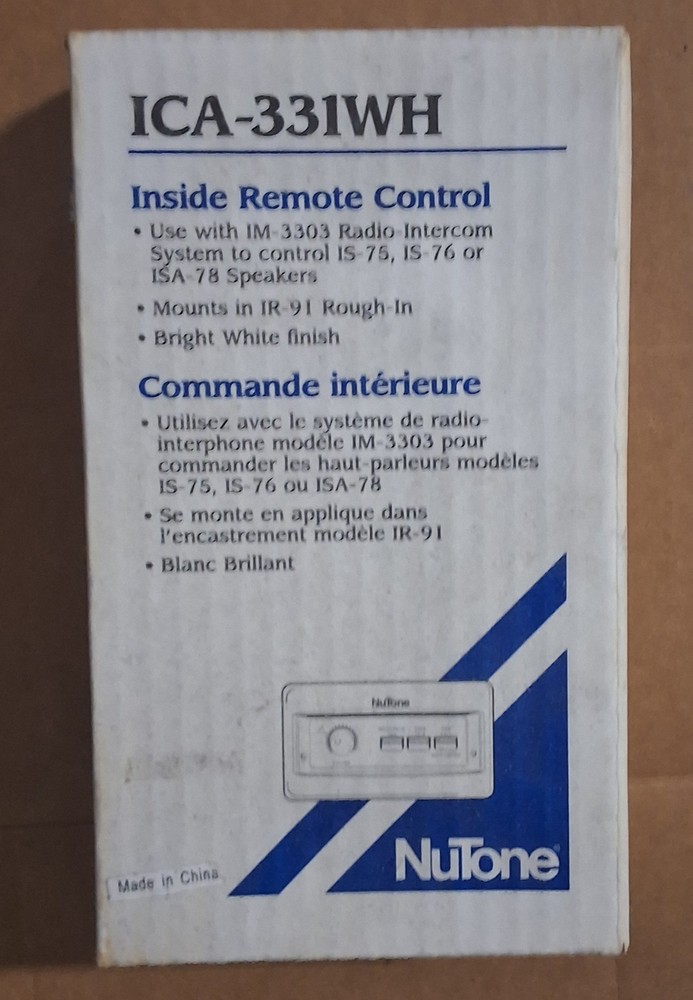 ICA-331WH
Inside Remote Control
• Use with IM-3303 Radio-Intercom
System to control IS-75, IS-76 or
ISA-78 Speakers
• Mounts in IR-91 Rough-In
• Bright White finish
Commande intérieure
• Utilisez avec le système de radio-
interphone modèle IM-3303 pour
commander les haut-parleurs modèles
IS-75, IS-76 ou ISA-78
• Se monte en applique dans
l'encastrement modèle IR-91
• Blanc Brillant
NuTone
NuTone
Made in China